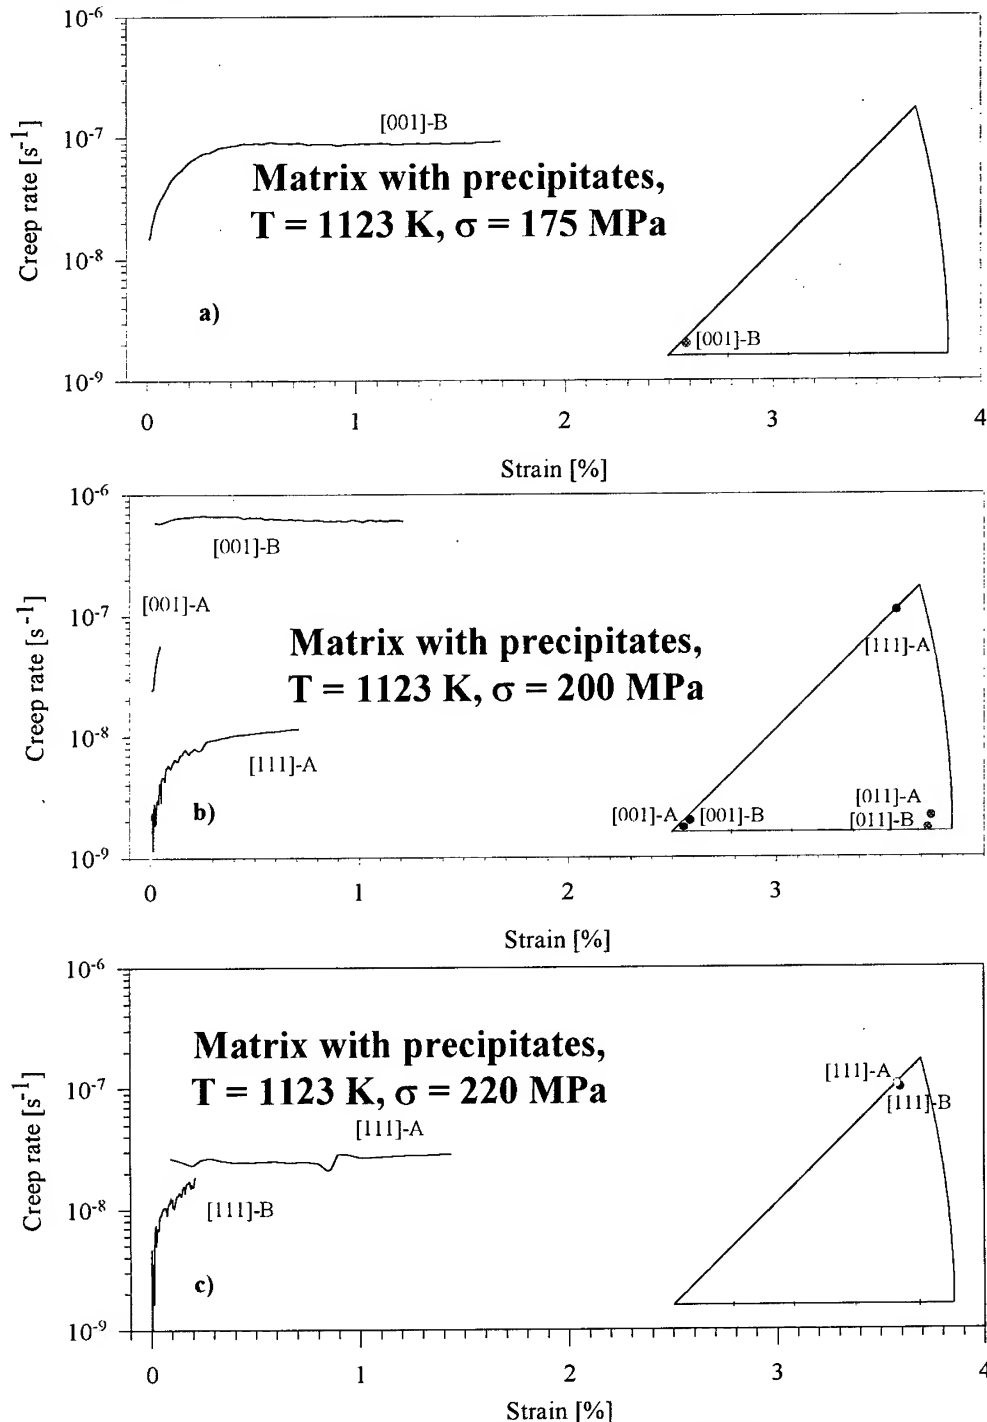 10⁻⁶
10⁻⁷
10⁻⁸
10⁻⁹
Creep rate [s⁻¹]
[001]-B
Matrix with precipitates,
T = 1123 K, σ = 175 MPa
a)
[001]-B
0 1 2 3 4
Strain [%]
10⁻⁶
10⁻⁷
10⁻⁸
10⁻⁹
Creep rate [s⁻¹]
[001]-B
[001]-A
Matrix with precipitates,
T = 1123 K, σ = 200 MPa
[111]-A
b)
[111]-A
[001]-A [001]-B
[011]-A
[011]-B
0 1 2 3
Strain [%]
10⁻⁶
10⁻⁷
10⁻⁸
10⁻⁹
Creep rate [s⁻¹]
Matrix with precipitates,
T = 1123 K, σ = 220 MPa
[111]-A
[111]-B
c)
[111]-A
[111]-B
0 1 2 3 4
Strain [%]